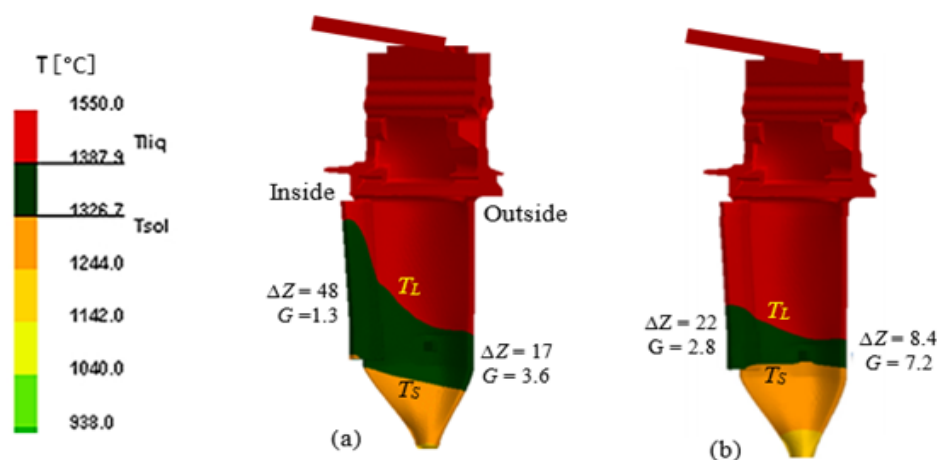 T [°C]
1550.0
Tliq
1387.9
1326.7
Tsol
1244.0
1142.0
1040.0
938.0
Inside
Outside
TL
ΔZ = 48
G =1.3
ΔZ = 17
G = 3.6
TS
(a)
TL
ΔZ = 22
G = 2.8
ΔZ = 8.4
G = 7.2
TS
(b)